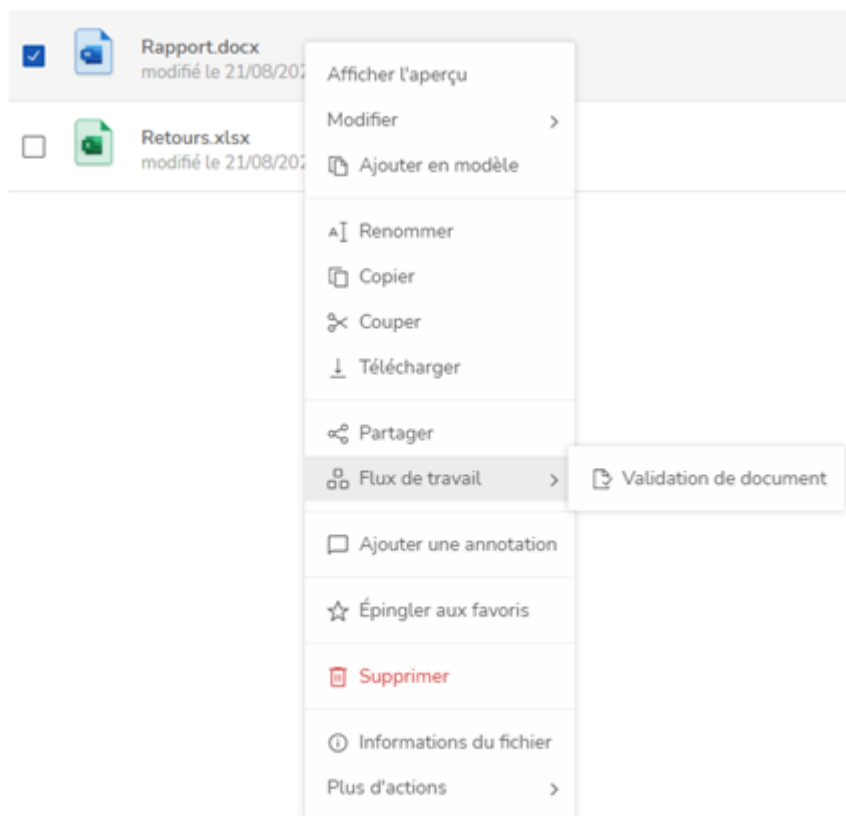 Rapport.docx
modifié le 21/08/202
Afficher l'aperçu
Modifier
Retours.xlsx
modifié le 21/08/202
Ajouter en modèle
Renommer
Copier
Couper
Télécharger
Partager
Flux de travail
Validation de document
Ajouter une annotation
Épingler aux favoris
Supprimer
Informations du fichier
Plus d'actions